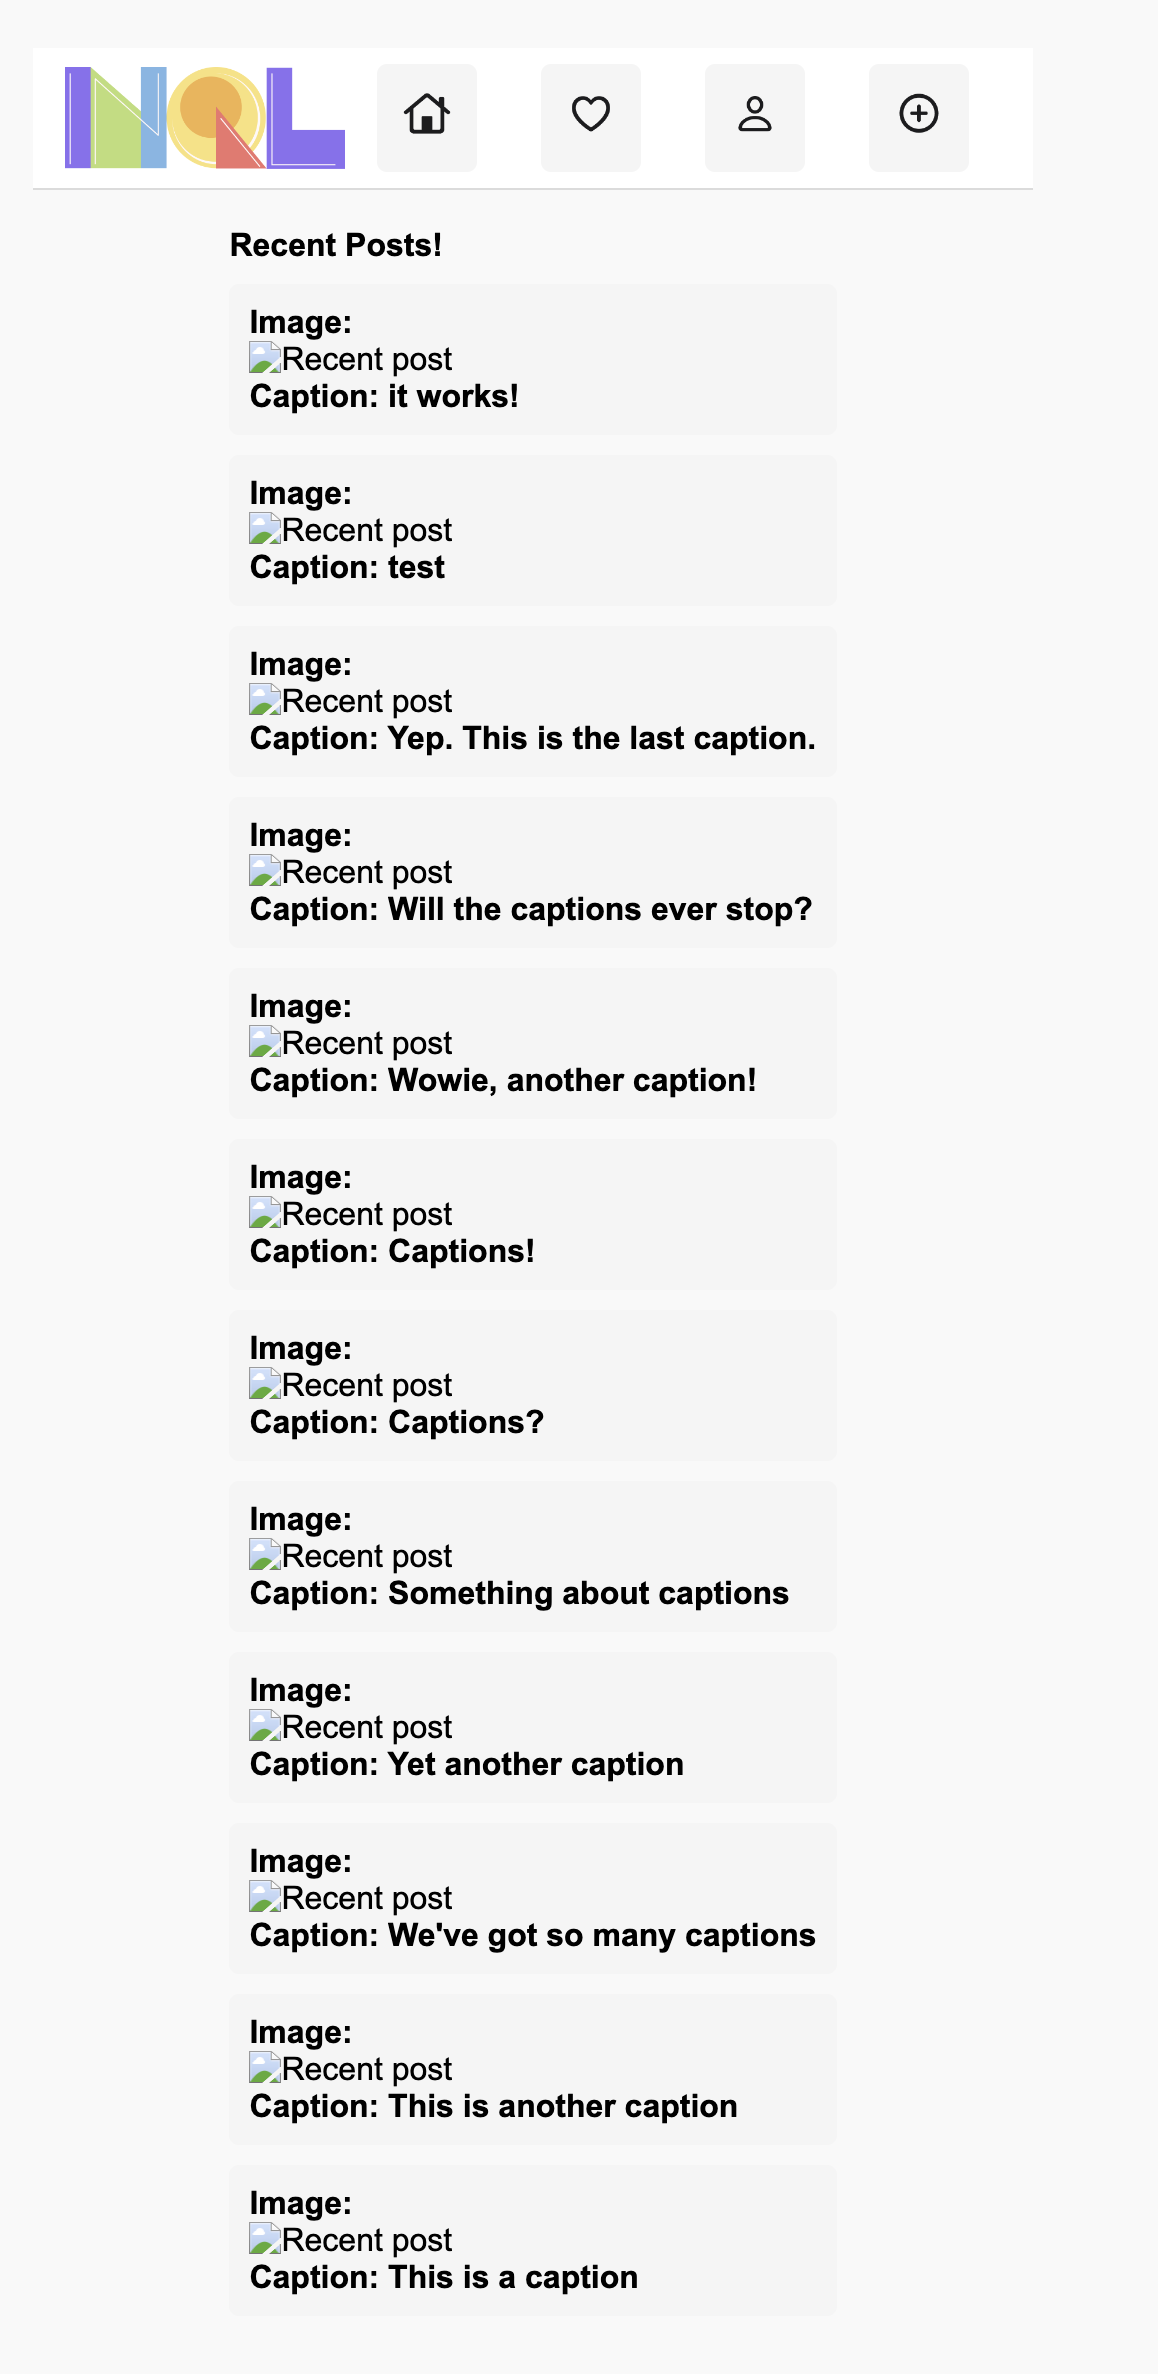 INQL
Recent Posts!
Image:
Recent post
Caption: it works!
Image:
Recent post
Caption: test
Image:
Recent post
Caption: Yep. This is the last caption.
Image:
Recent post
Caption: Will the captions ever stop?
Image:
Recent post
Caption: Wowie, another caption!
Image:
Recent post
Caption: Captions!
Image:
Recent post
Caption: Captions?
Image:
Recent post
Caption: Something about captions
Image:
Recent post
Caption: Yet another caption
Image:
Recent post
Caption: We've got so many captions
Image:
Recent post
Caption: This is another caption
Image:
Recent post
Caption: This is a caption